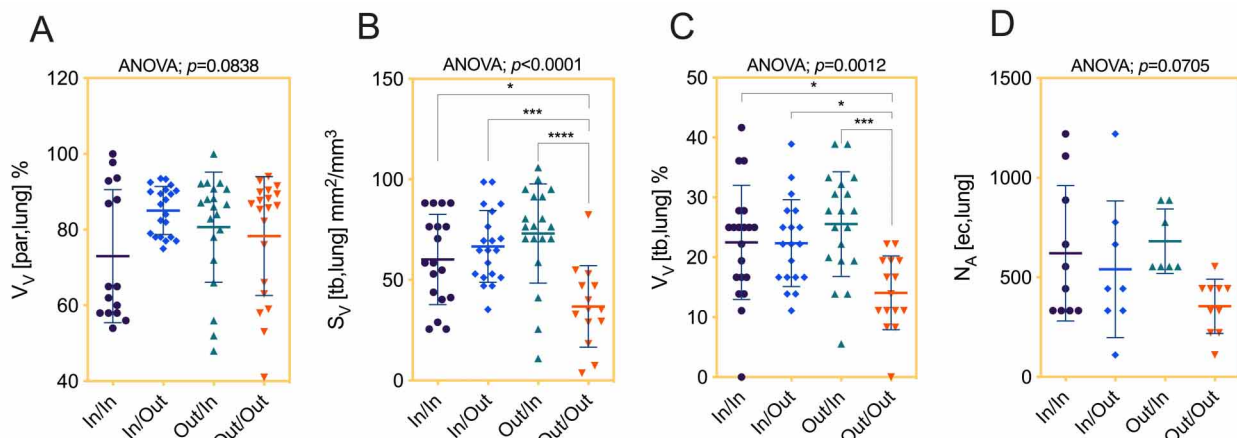 A
ANOVA; p=0.0838
V_V [par,lung] %
120
100
80
60
40
In/In
In/Out
Out/In
Out/Out
B
ANOVA; p<0.0001
S_V [tb,lung] mm²/mm³
150
100
50
0
*
***
****
In/In
In/Out
Out/In
Out/Out
C
ANOVA; p=0.0012
V_V [tb,lung] %
50
40
30
20
10
0
*
*
***
In/In
In/Out
Out/In
Out/Out
D
ANOVA; p=0.0705
N_A [ec,lung]
1500
1000
500
0
In/In
In/Out
Out/In
Out/Out